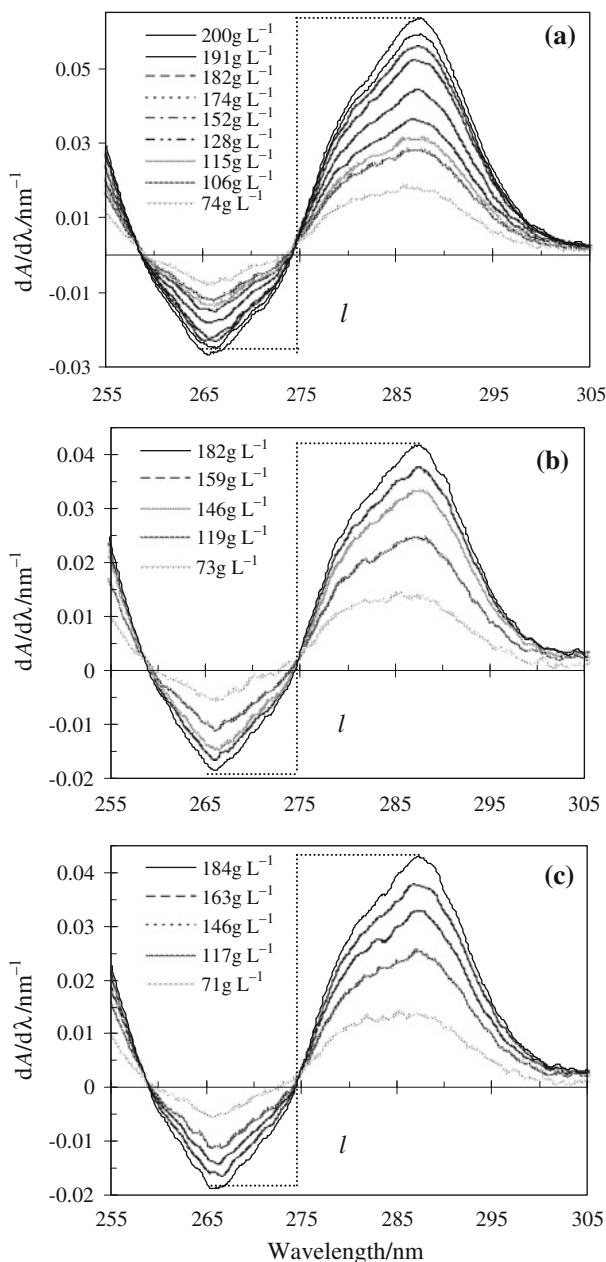 (a)
200g L⁻¹
191g L⁻¹
182g L⁻¹
174g L⁻¹
152g L⁻¹
128g L⁻¹
115g L⁻¹
106g L⁻¹
74g L⁻¹
0.05
0.03
0.01
-0.01
-0.03
dA/dλ/nm⁻¹
l
255 265 275 285 295 305
(b)
182g L⁻¹
159g L⁻¹
146g L⁻¹
119g L⁻¹
73g L⁻¹
0.04
0.03
0.02
0.01
0
-0.01
-0.02
dA/dλ/nm⁻¹
l
255 265 275 285 295 305
(c)
184g L⁻¹
163g L⁻¹
146g L⁻¹
117g L⁻¹
71g L⁻¹
0.05
0.04
0.03
0.02
0.01
0
-0.01
-0.02
dA/dλ/nm⁻¹
l
255 265 275 285 295 305
Wavelength/nm